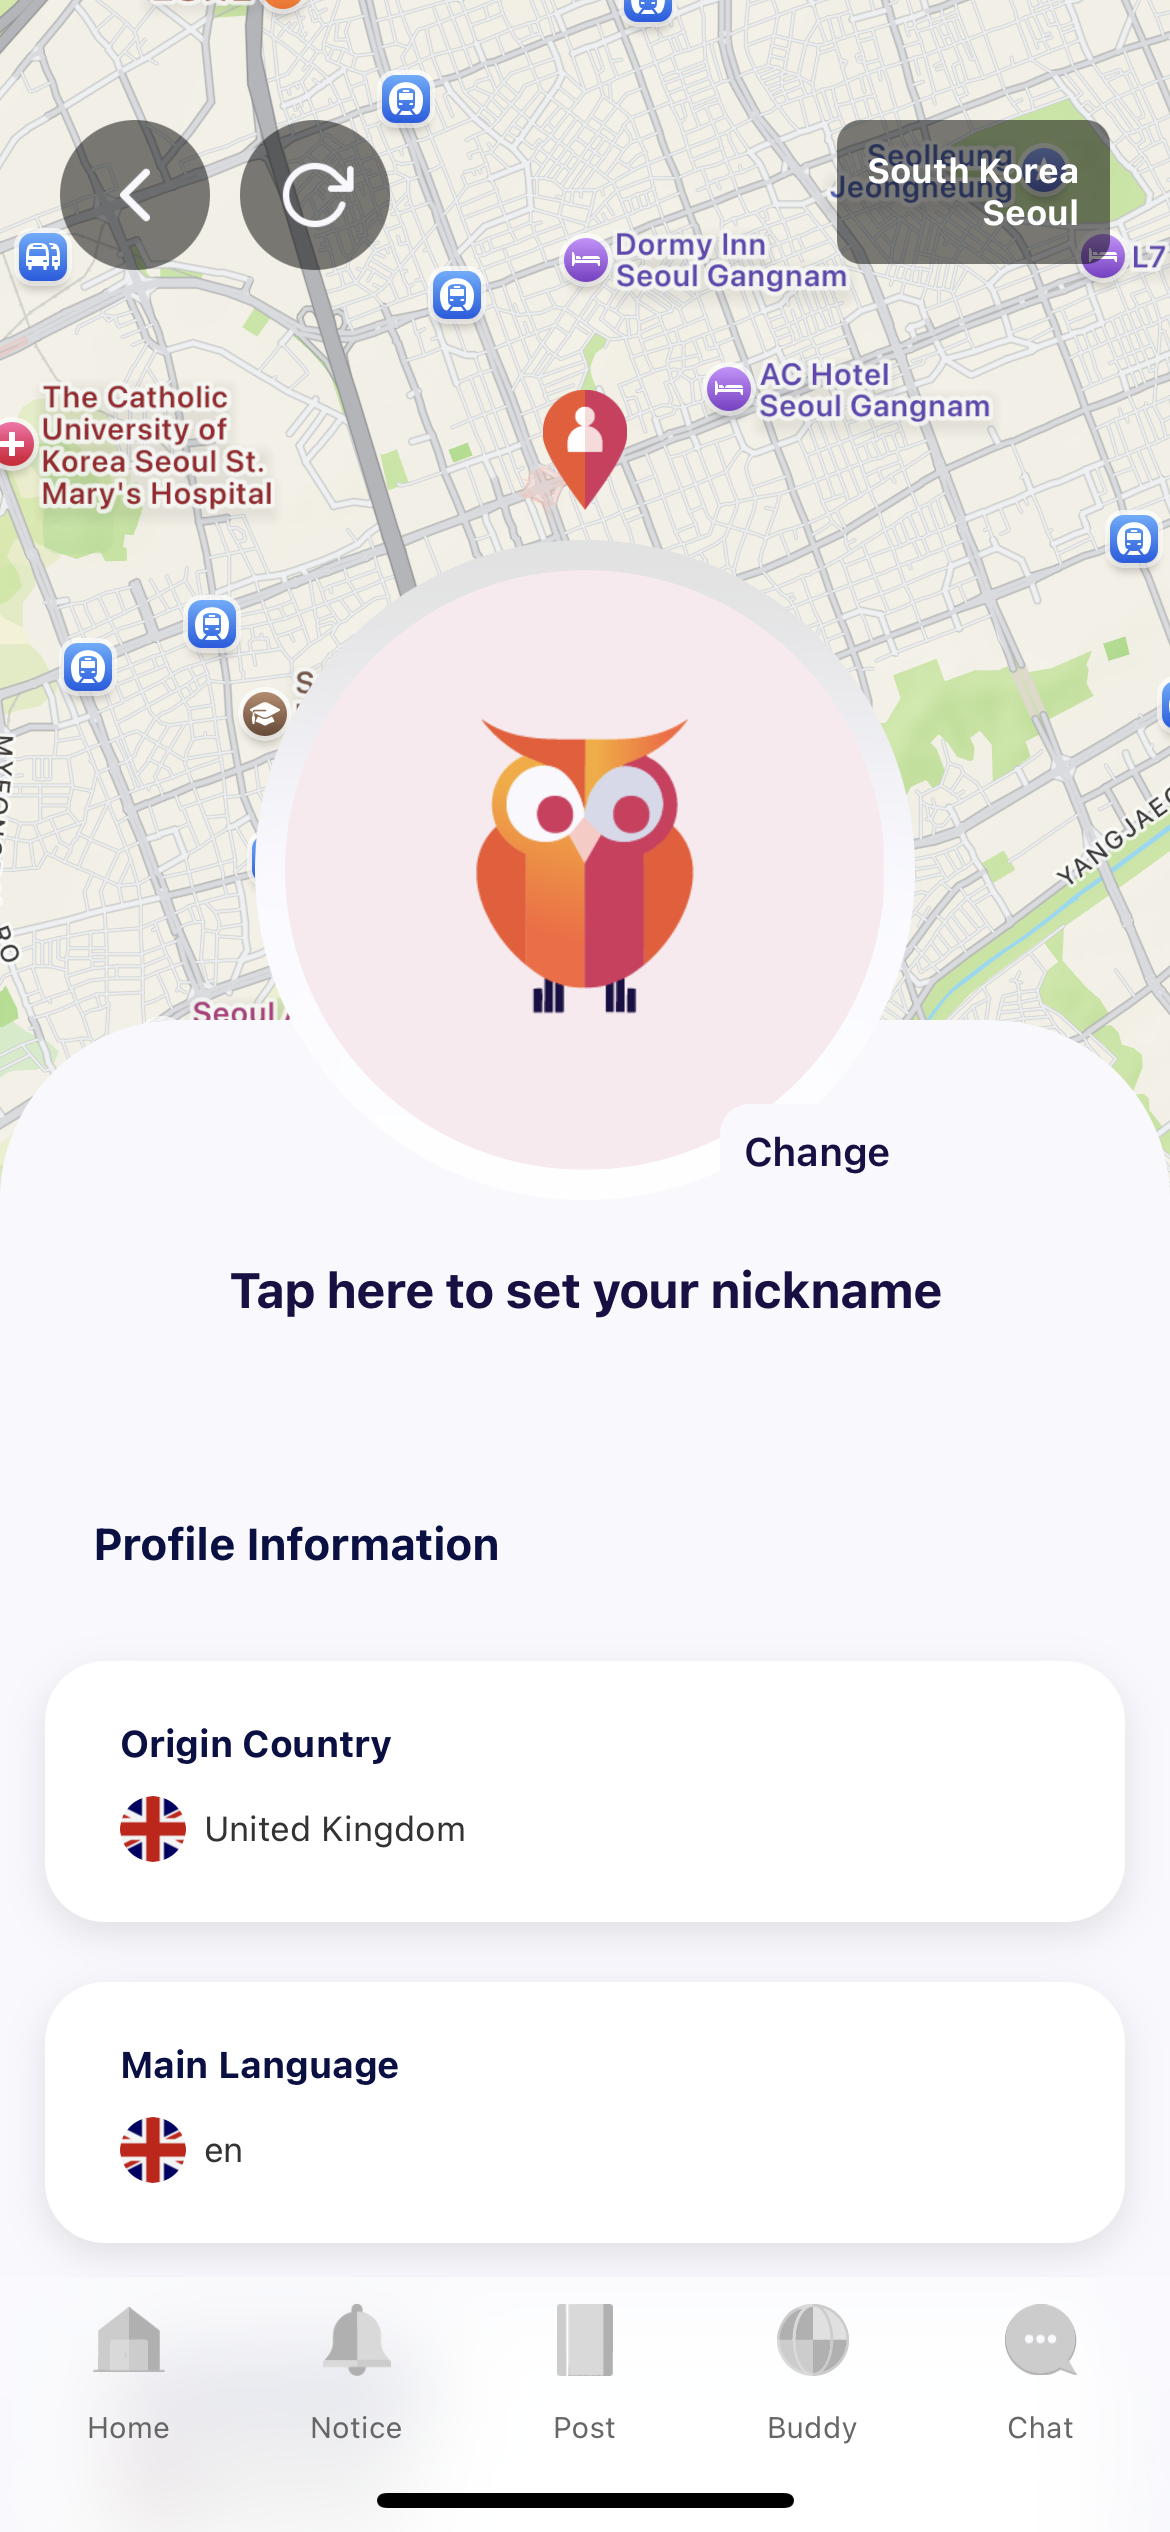 South Korea
Seoul
Seolleung
Jeongneung
Dormy Inn
Seoul Gangnam
L7
AC Hotel
Seoul Gangnam
The Catholic
University of
Korea Seoul St.
Mary's Hospital
S
YANGJAE
RO
Seoul
Change
Tap here to set your nickname
Profile Information
Origin Country
United Kingdom
Main Language
en
Home
Notice
Post
Buddy
Chat